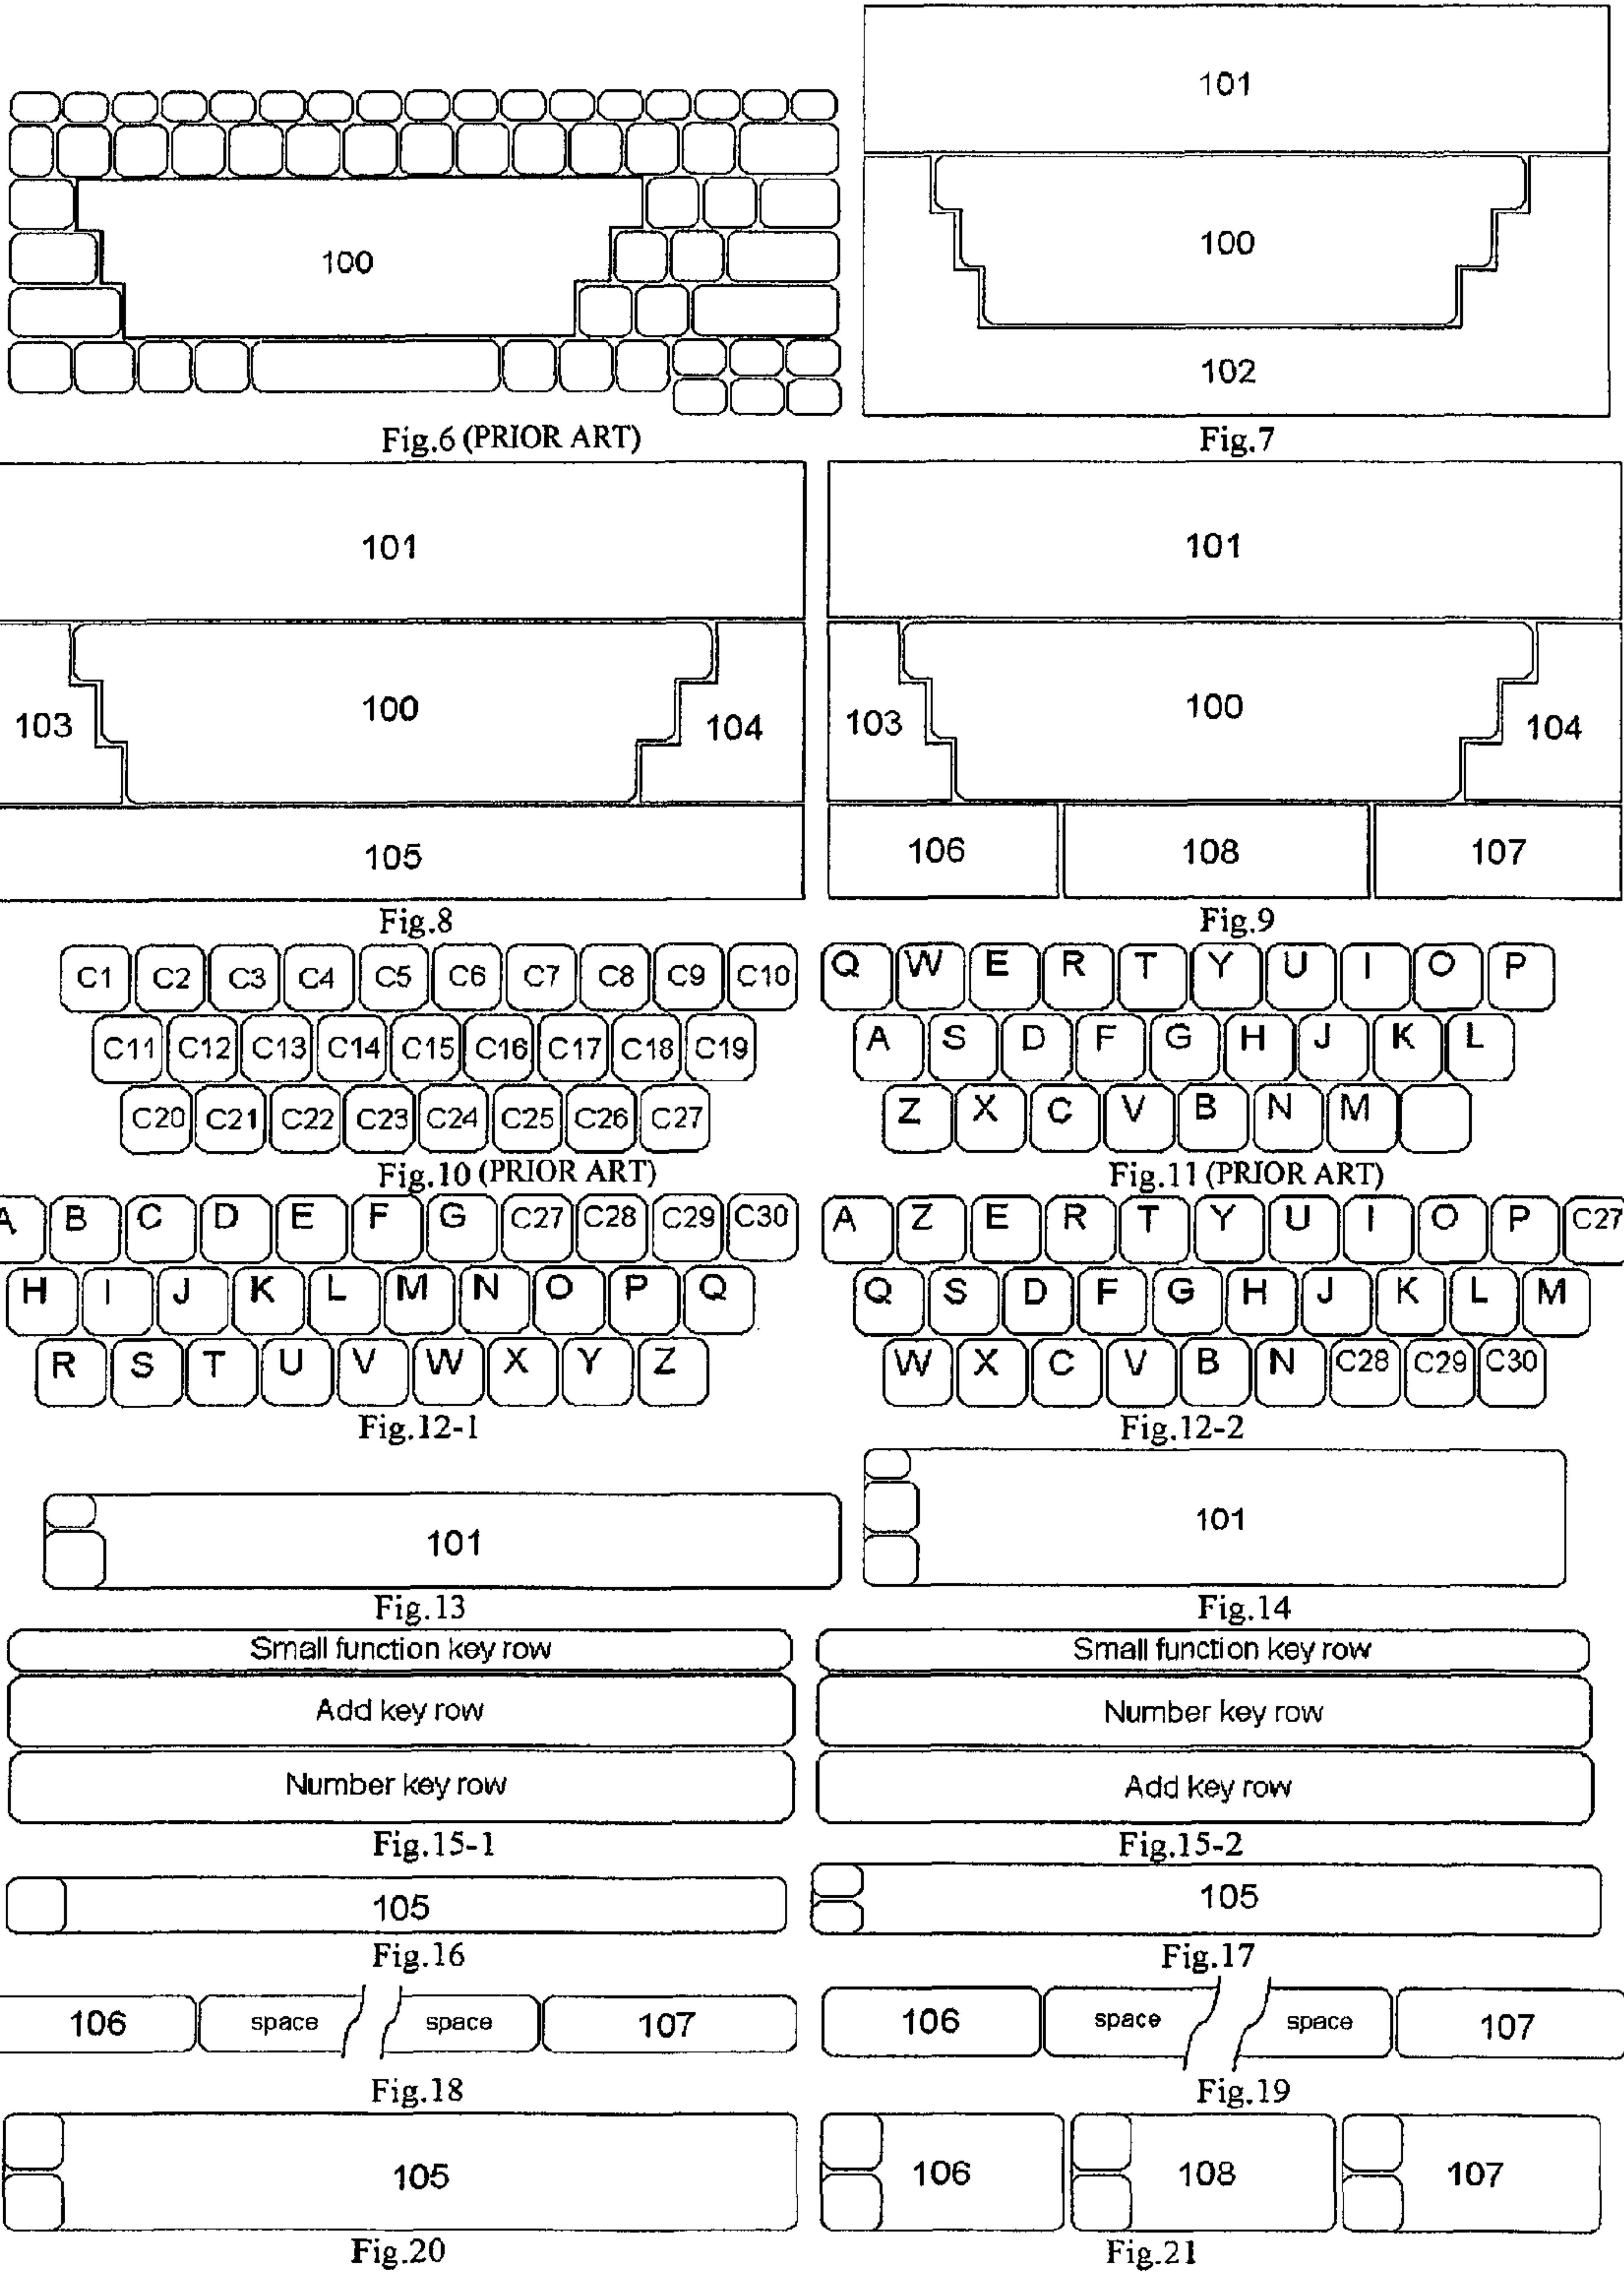 101
100
100
102
Fig.6 (PRIOR ART)
Fig.7
101
101
103
100
104
103
100
104
105
106
108
107
Fig.8
Fig.9
C1 C2 C3 C4 C5 C6 C7 C8 C9 C10
C11 C12 C13 C14 C15 C16 C17 C18 C19
C20 C21 C22 C23 C24 C25 C26 C27
Fig.10 (PRIOR ART)
Q W E R T Y U I O P
A S D F G H J K L
Z X C V B N M
Fig.11 (PRIOR ART)
A B C D E F G C27 C28 C29 C30
H I J K L M N O P Q
R S T U V W X Y Z
Fig.12-1
A Z E R T Y U I O P C27
Q S D F G H J K L M
W X C V B N C28 C29 C30
Fig.12-2
101
Fig.13
101
Fig.14
Small function key row
Add key row
Number key row
Fig.15-1
Small function key row
Number key row
Add key row
Fig.15-2
105
Fig.16
105
Fig.17
106 space space 107
Fig.18
106 space space 107
Fig.19
105
Fig.20
106 108 107
Fig.21